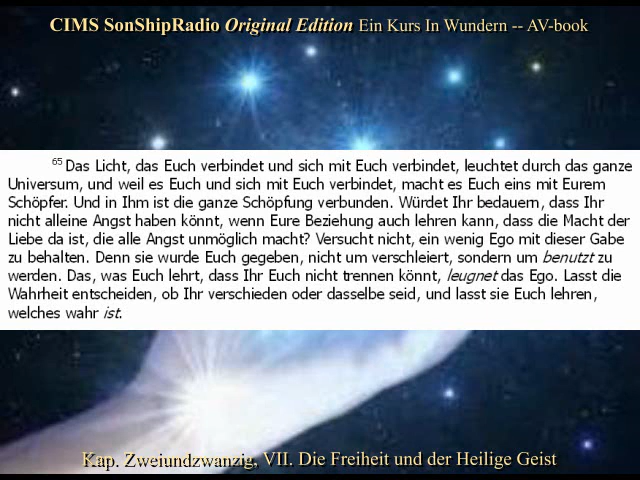 CIMS SonShipRadio Original Edition Ein Kurs In Wundern -- AV-book
65 Das Licht, das Euch verbindet und sich mit Euch verbindet, leuchtet durch das ganze
Universum, und weil es Euch und sich mit Euch verbindet, macht es Euch eins mit Eurem
Schöpfer. Und in Ihm ist die ganze Schöpfung verbunden. Würdet Ihr bedauern, dass Ihr
nicht alleine Angst haben könnt, wenn Eure Beziehung auch lehren kann, dass die Macht der
Liebe da ist, die alle Angst unmöglich macht? Versucht nicht, ein wenig Ego mit dieser Gabe
zu behalten. Denn sie wurde Euch gegeben, nicht um verschleiert, sondern um benutzt zu
werden. Das, was Euch lehrt, dass Ihr Euch nicht trennen könnt, leugnet das Ego. Lasst die
Wahrheit entscheiden, ob Ihr verschieden oder dasselbe seid, und lasst sie Euch lehren,
welches wahr ist.
Kap. Zweiundzwanzig, VII. Die Freiheit und der Heilige Geist